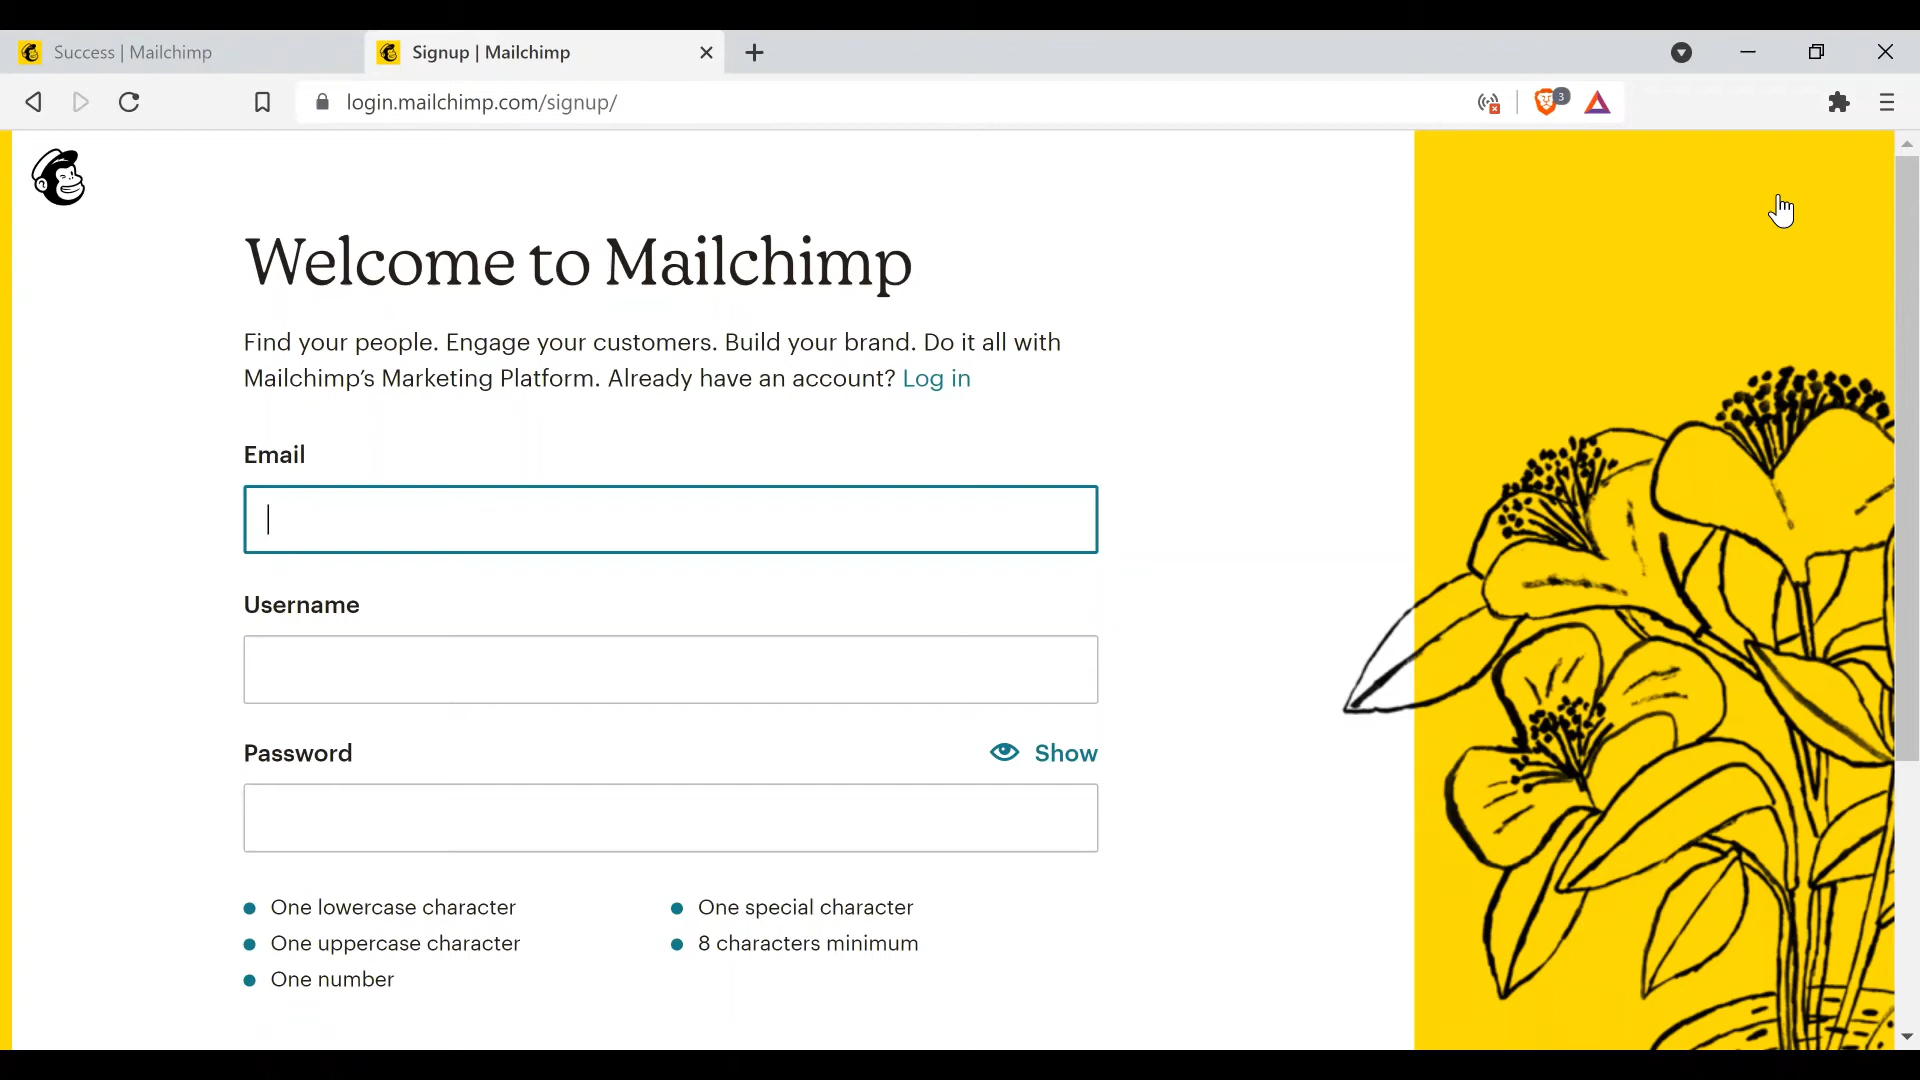 Success | Mailchimp
Signup | Mailchimp
login.mailchimp.com/signup/
3
Welcome to Mailchimp
Find your people. Engage your customers. Build your brand. Do it all with
Mailchimp’s Marketing Platform. Already have an account? Log in
Email
Username
Password
Show
One lowercase character
One special character
One uppercase character
8 characters minimum
One number